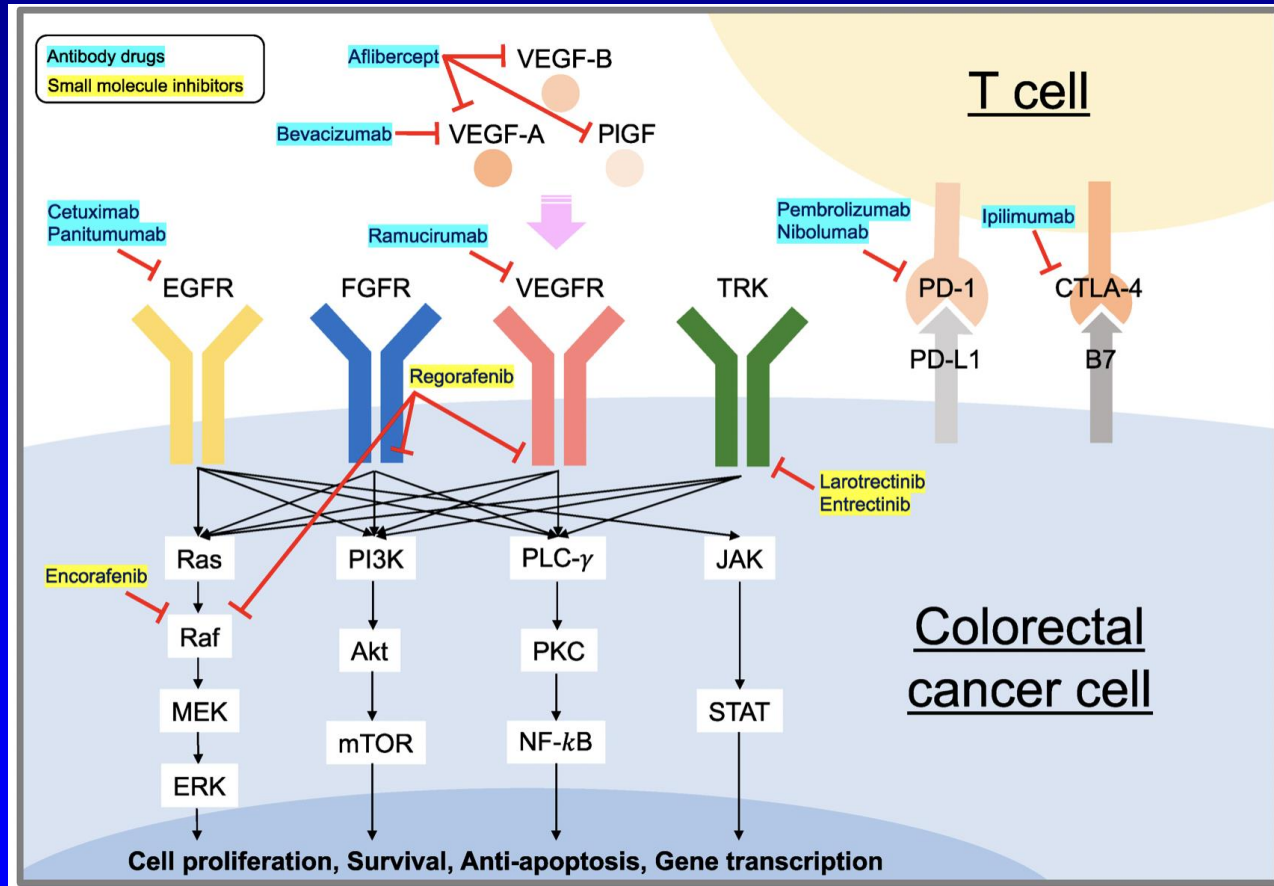 Antibody drugs
Small molecule inhibitors
Aflibercept
VEGF-B
Bevacizumab
VEGF-A
PIGF
T cell
Cetuximab
Panitumumab
Ramucirumab
Pembrolizumab
Nibolumab
Ipilimumab
EGFR
FGFR
VEGFR
TRK
PD-1
CTLA-4
PD-L1
B7
Regorafenib
Larotrectinib
Entrectinib
Ras
PI3K
PLC-γ
JAK
Encorafenib
Raf
Akt
PKC
Colorectal
cancer cell
MEK
STAT
mTOR
NF-kB
ERK
Cell proliferation, Survival, Anti-apoptosis, Gene transcription